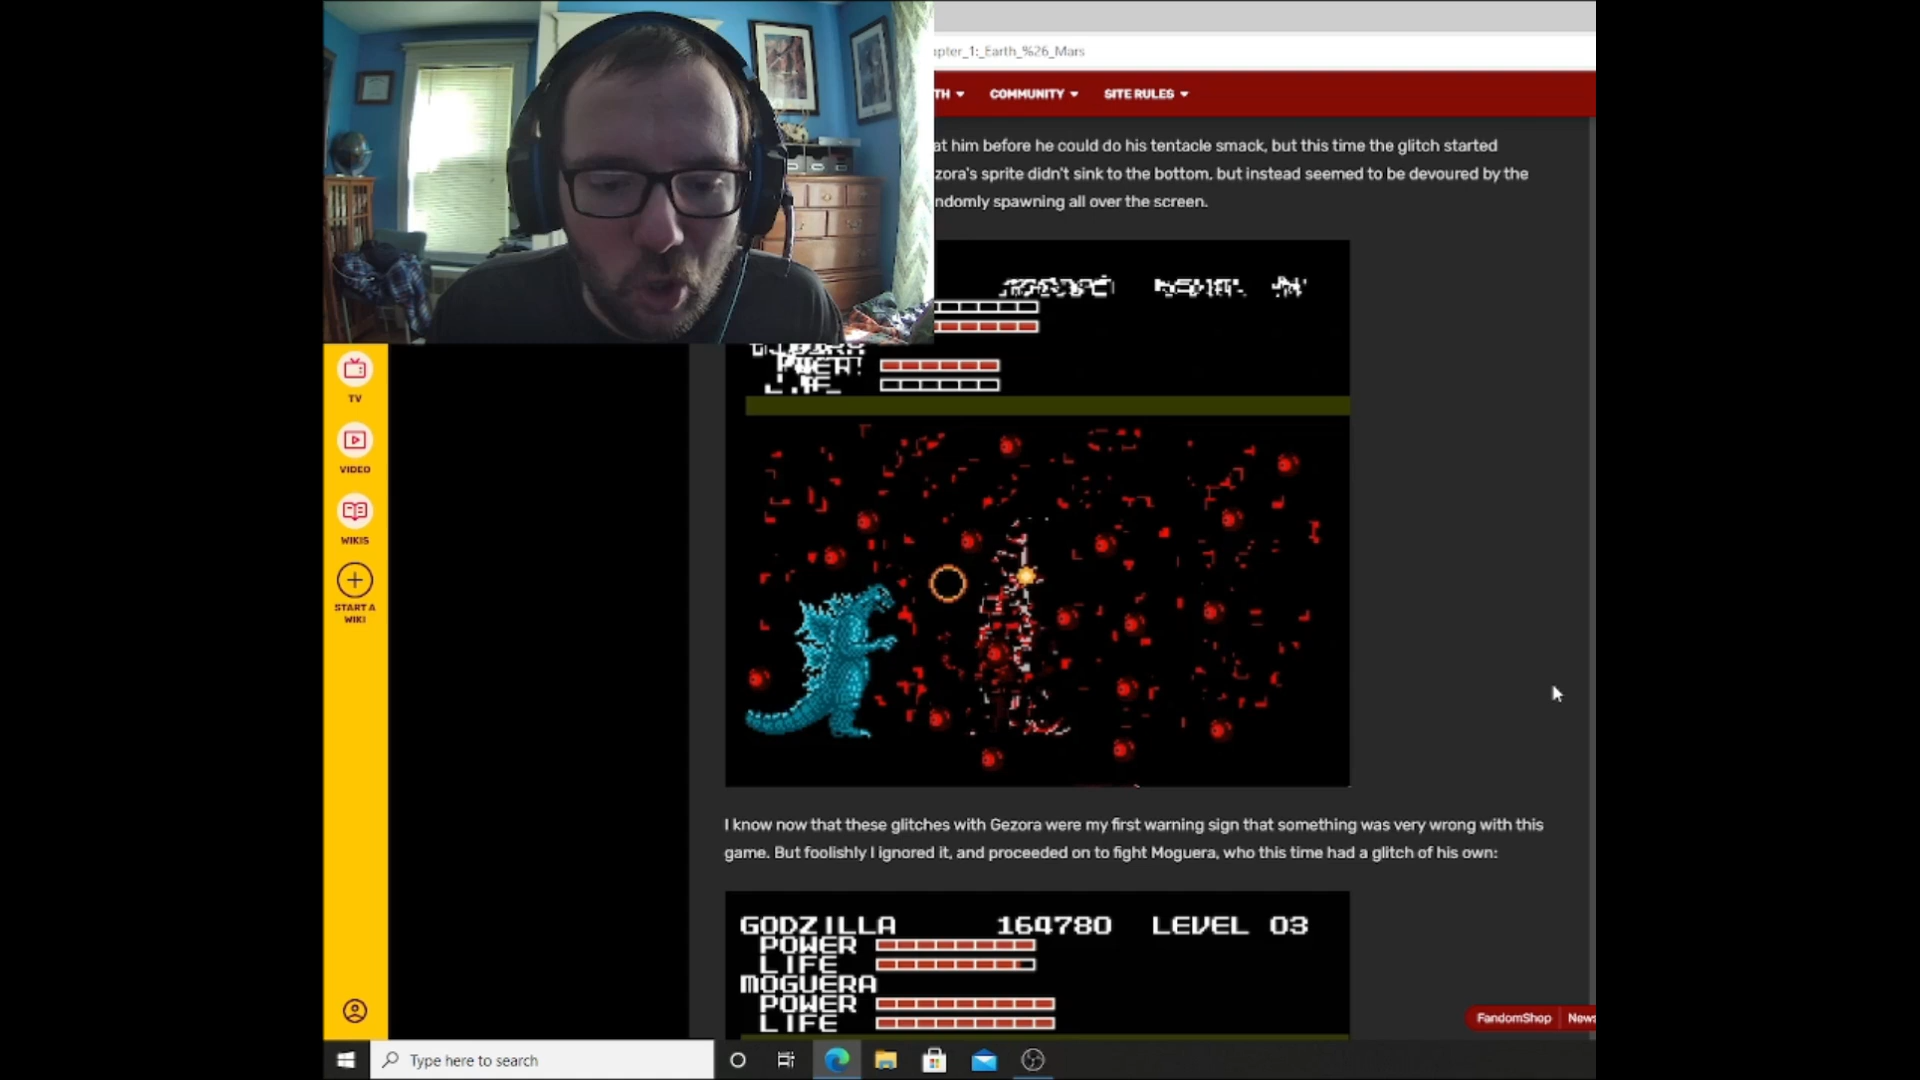 apter_1:_Earth_%26_Mars
TH COMMUNITY SITE RULES
at him before he could do his tentacle smack, but this time the glitch started
zora's sprite didn't sink to the bottom, but instead seemed to be devoured by the
ndomly spawning all over the screen.
TV
VIDEO
WIKIS
START A
WIKI
I know now that these glitches with Gezora were my first warning sign that something was very wrong with this
game. But foolishly I ignored it, and proceeded on to fight Moguera, who this time had a glitch of his own:
GODZILLA 164780 LEVEL 03
POWER
LIFE
MOGUERA
POWER
LIFE
FandomShop News
Type here to search